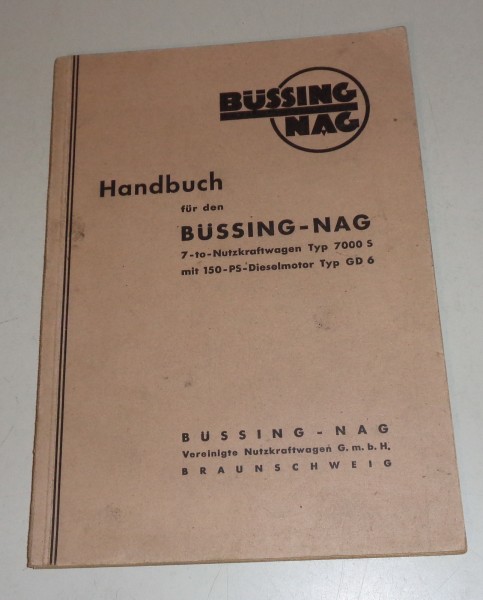 BÜSSING
NAG
Handbuch
für den
BÜSSING-NAG
7-to-Nutzkraftwagen Typ 7000 S
mit 150-PS-Dieselmotor Typ GD 6
BÜSSING - NAG
Vereinigte Nutzkraftwagen G. m. b. H.
BRAUNSCHWEIG